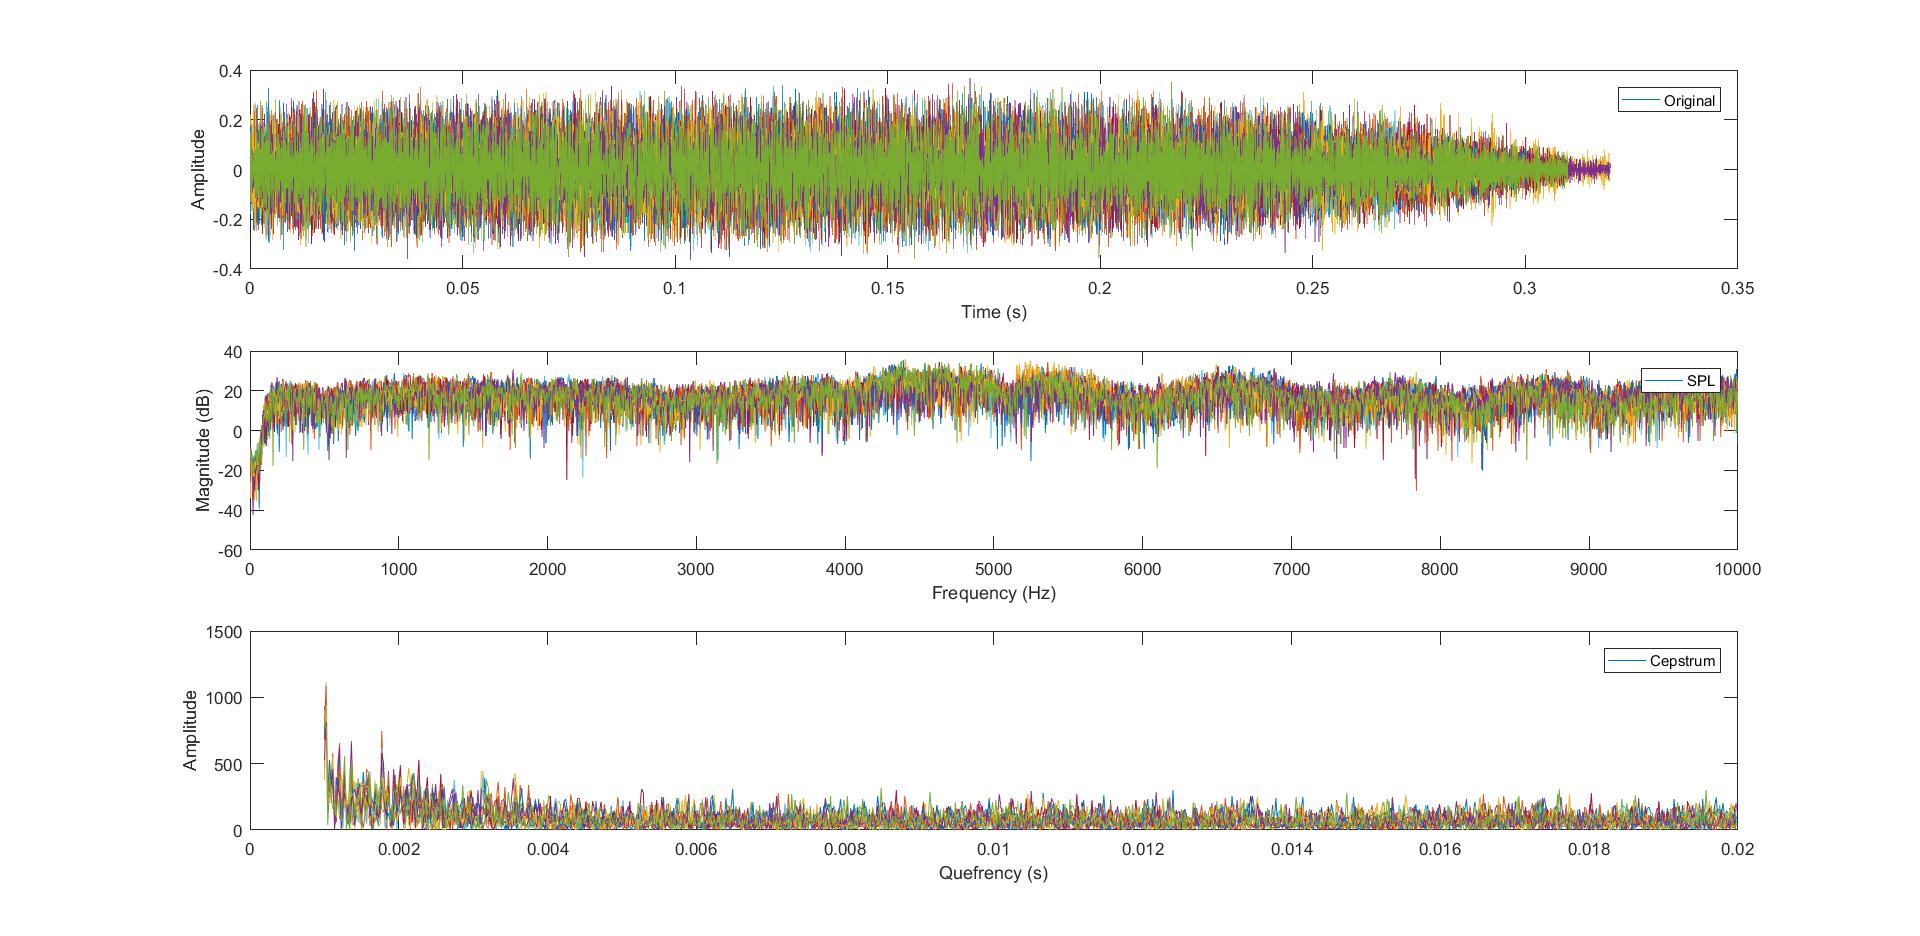 0.4
0.2
0
-0.2
-0.4
Amplitude
Original
0 0.05 0.1 0.15 0.2 0.25 0.3 0.35
Time (s)
40
20
0
-20
-40
-60
Magnitude (dB)
SPL
0 1000 2000 3000 4000 5000 6000 7000 8000 9000 10000
Frequency (Hz)
1500
1000
500
0
Amplitude
Cepstrum
0 0.002 0.004 0.006 0.008 0.01 0.012 0.014 0.016 0.018 0.02
Quefrency (s)